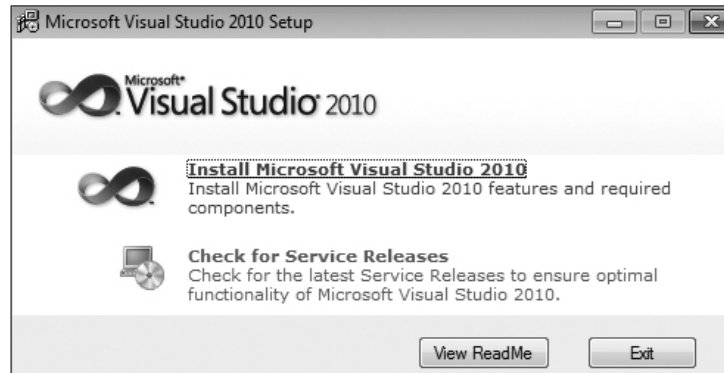 Microsoft Visual Studio 2010 Setup
Microsoft®
Visual Studio® 2010
Install Microsoft Visual Studio 2010
Install Microsoft Visual Studio 2010 features and required
components.
Check for Service Releases
Check for the latest Service Releases to ensure optimal
functionality of Microsoft Visual Studio 2010.
View ReadMe
Exit